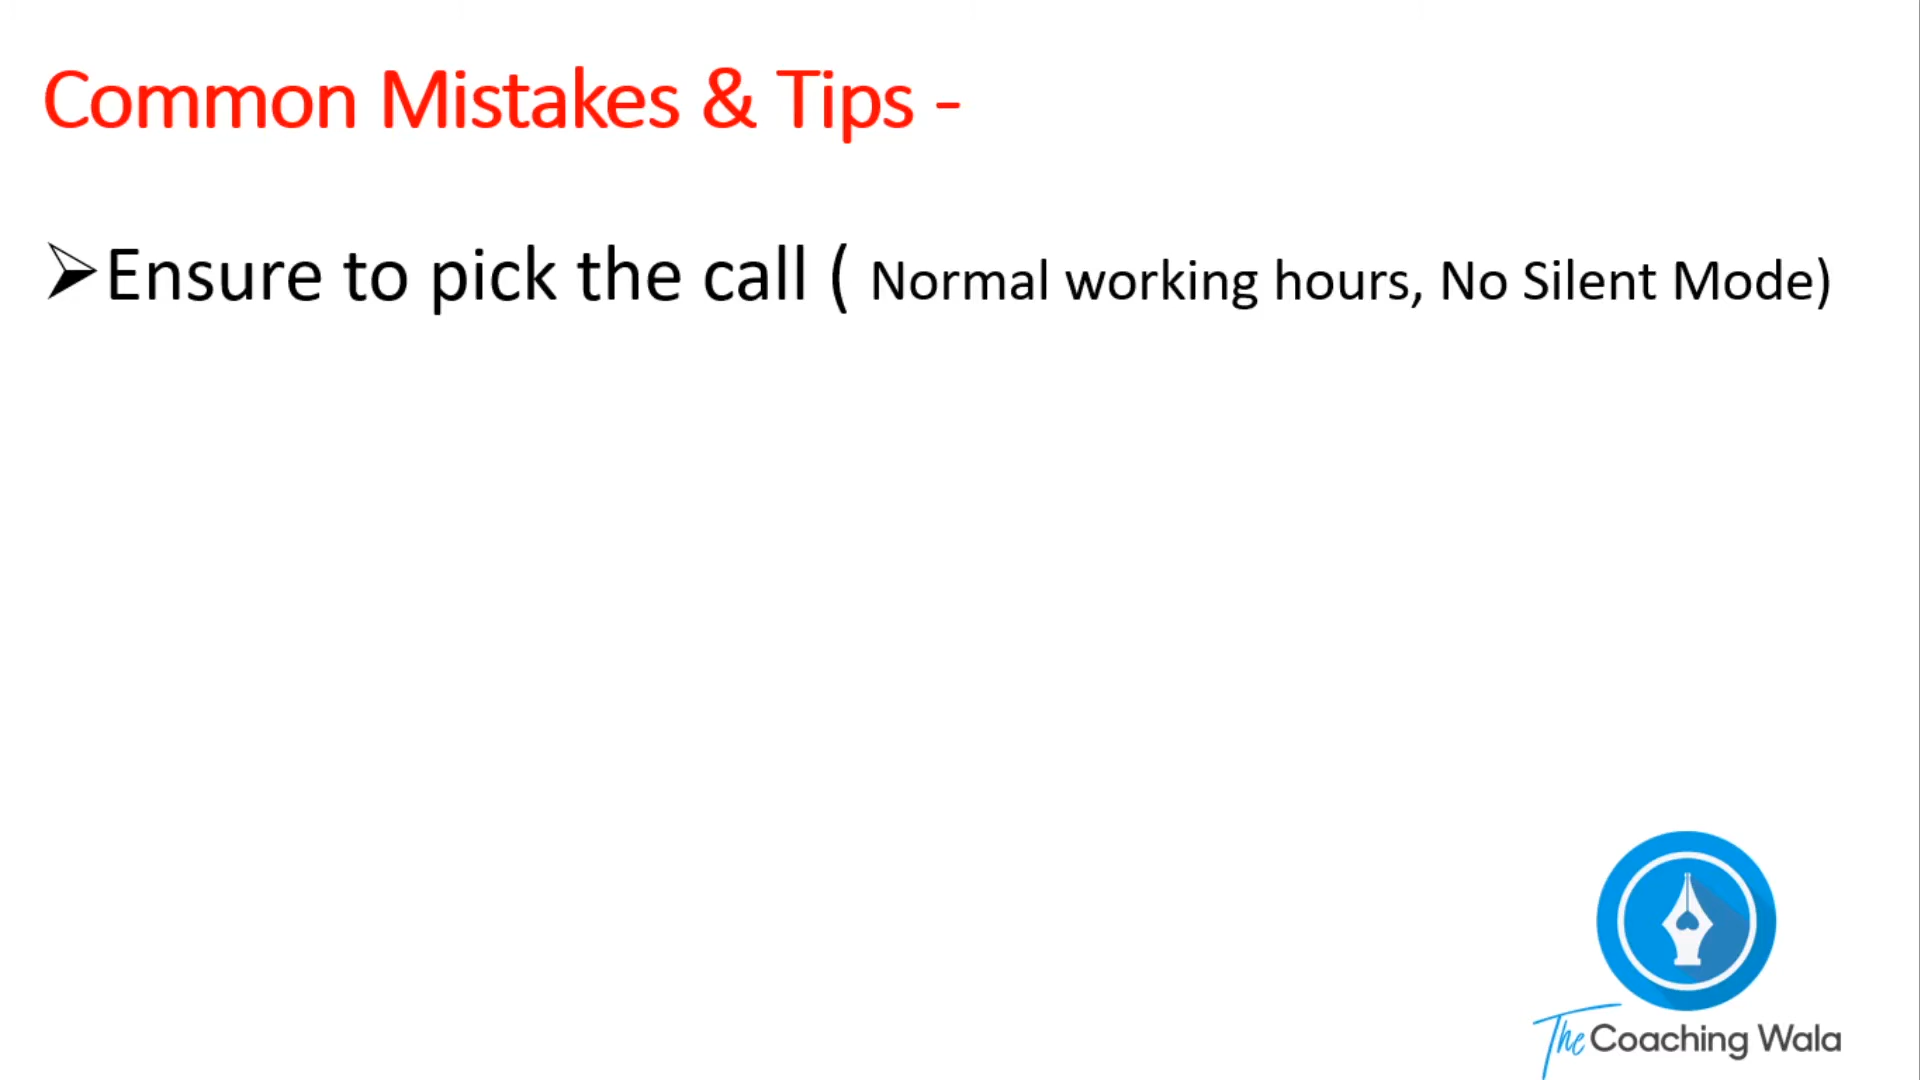 Common Mistakes & Tips -
➢Ensure to pick the call ( Normal working hours, No Silent Mode)
The Coaching Wala